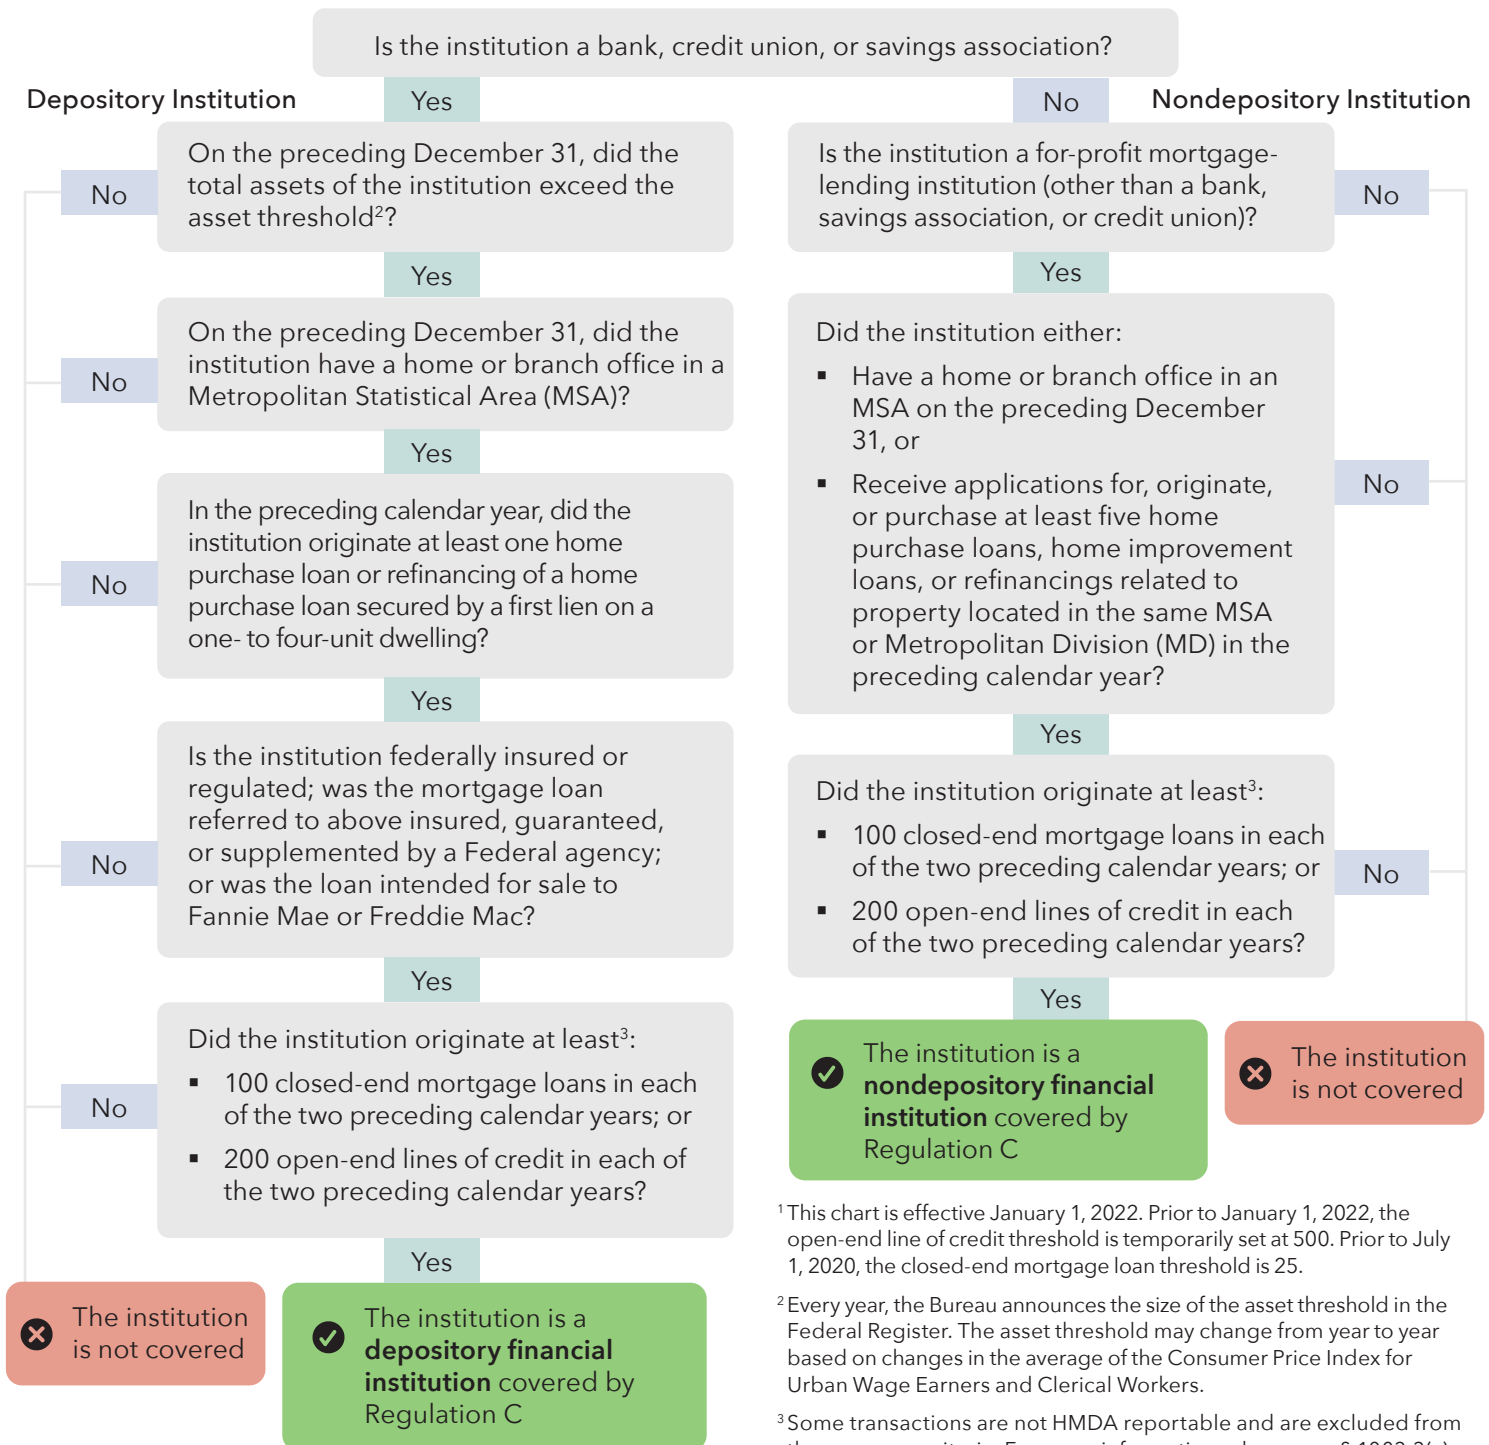 Is the institution a bank, credit union, or savings association?
Depository Institution
Yes
On the preceding December 31, did the
total assets of the institution exceed the
asset threshold²?
No
Yes
On the preceding December 31, did the
institution have a home or branch office in a
Metropolitan Statistical Area (MSA)?
No
Yes
In the preceding calendar year, did the
institution originate at least one home
purchase loan or refinancing of a home
purchase loan secured by a first lien on a
one- to four-unit dwelling?
No
Yes
Is the institution federally insured or
regulated; was the mortgage loan
referred to above insured, guaranteed,
or supplemented by a Federal agency;
or was the loan intended for sale to
Fannie Mae or Freddie Mac?
No
Yes
Did the institution originate at least³:
▪ 100 closed-end mortgage loans in each
of the two preceding calendar years; or
▪ 200 open-end lines of credit in each of
the two preceding calendar years?
No
Yes
The institution
is not covered
The institution is a
depository financial
institution covered by
Regulation C
No
Nondepository Institution
Is the institution a for-profit mortgage-
lending institution (other than a bank,
savings association, or credit union)?
No
Yes
Did the institution either:
▪ Have a home or branch office in an
MSA on the preceding December
31, or
▪ Receive applications for, originate,
or purchase at least five home
purchase loans, home improvement
loans, or refinancings related to
property located in the same MSA
or Metropolitan Division (MD) in the
preceding calendar year?
No
Yes
Did the institution originate at least³:
▪ 100 closed-end mortgage loans in each
of the two preceding calendar years; or
▪ 200 open-end lines of credit in each
of the two preceding calendar years?
No
Yes
The institution is a
nondepository financial
institution covered by
Regulation C
The institution
is not covered
¹ This chart is effective January 1, 2022. Prior to January 1, 2022, the
open-end line of credit threshold is temporarily set at 500. Prior to July
1, 2020, the closed-end mortgage loan threshold is 25.
² Every year, the Bureau announces the size of the asset threshold in the
Federal Register. The asset threshold may change from year to year
based on changes in the average of the Consumer Price Index for
Urban Wage Earners and Clerical Workers.
³ Some transactions are not HMDA reportable and are excluded from